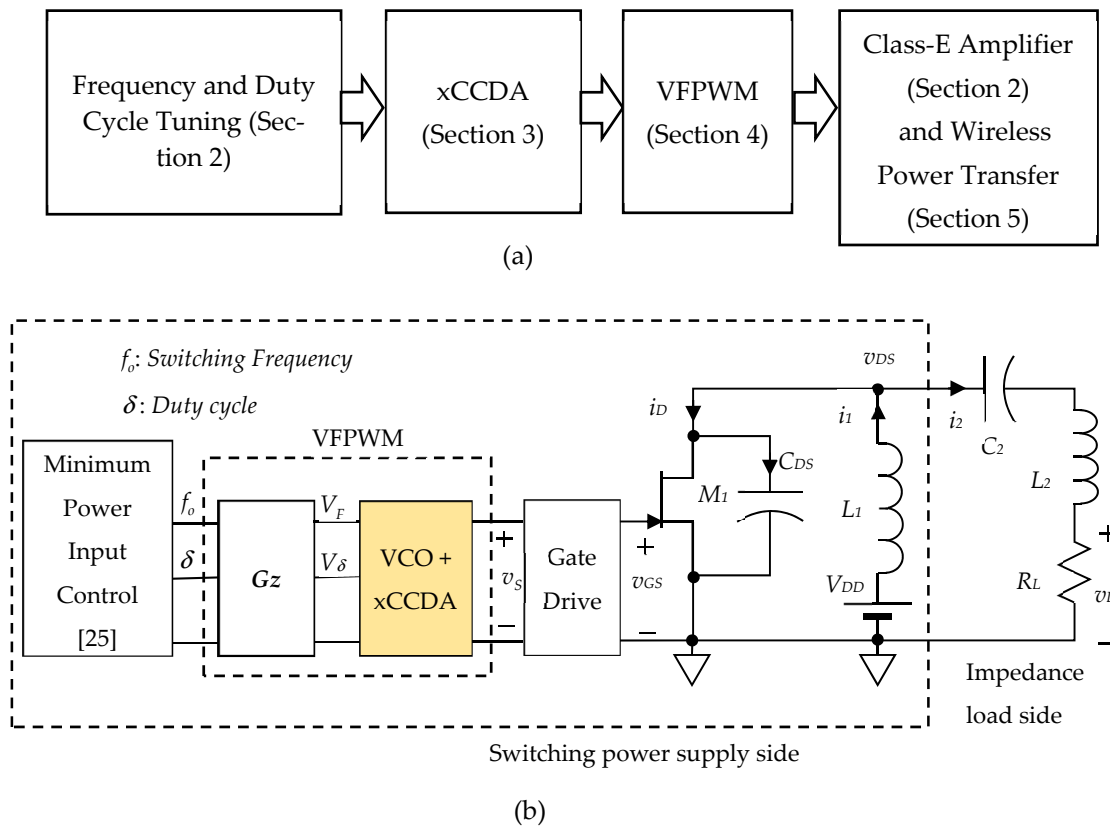 Frequency and Duty
Cycle Tuning (Sec-
tion 2)
xCCDA
(Section 3)
VFPWM
(Section 4)
Class-E Amplifier
(Section 2)
and Wireless
Power Transfer
(Section 5)
(a)
fo: Switching Frequency
δ: Duty cycle
VFPWM
Minimum
Power
Input
Control
[25]
fo
δ
Gz
VF
Vδ
VCO +
xCCDA
+
vS
−
Gate
Drive
+
vGS
−
iD
M1
CDS
vDS
i1
L1
VDD
i2
C2
L2
RL
+
−
Impedance
load side
Switching power supply side
(b)